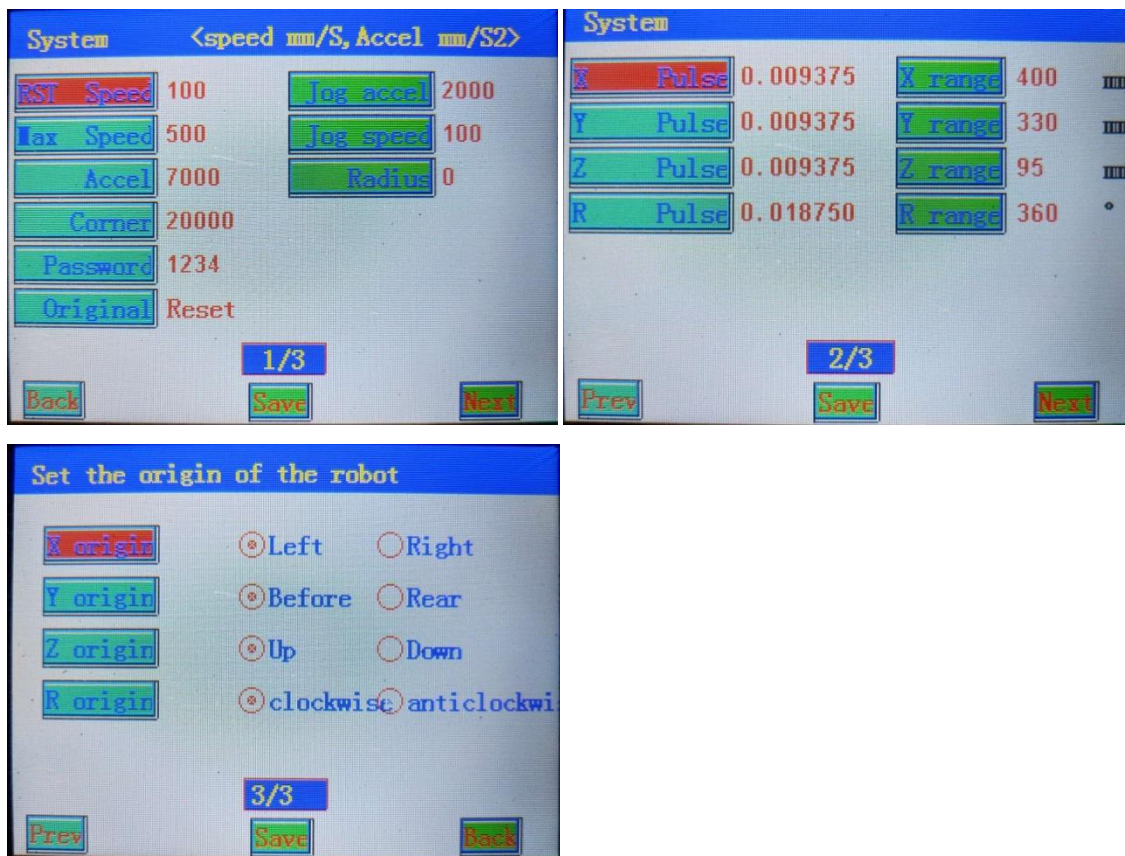 System <speed mm/S, Accel mm/S2>
RST Speed 100 Jog accel 2000
Max Speed 500 Jog speed 100
Accel 7000 Radius 0
Corner 20000
Password 1234
Original Reset
1/3
Back Save Next
System
X Pulse 0.009375 X range 400
Y Pulse 0.009375 Y range 330
Z Pulse 0.009375 Z range 95
R Pulse 0.018750 R range 360 °
2/3
Prev Save Next
Set the origin of the robot
X origin Left Right
Y origin Before Rear
Z origin Up Down
R origin clockwise anticlockwi
3/3
Prev Save Back